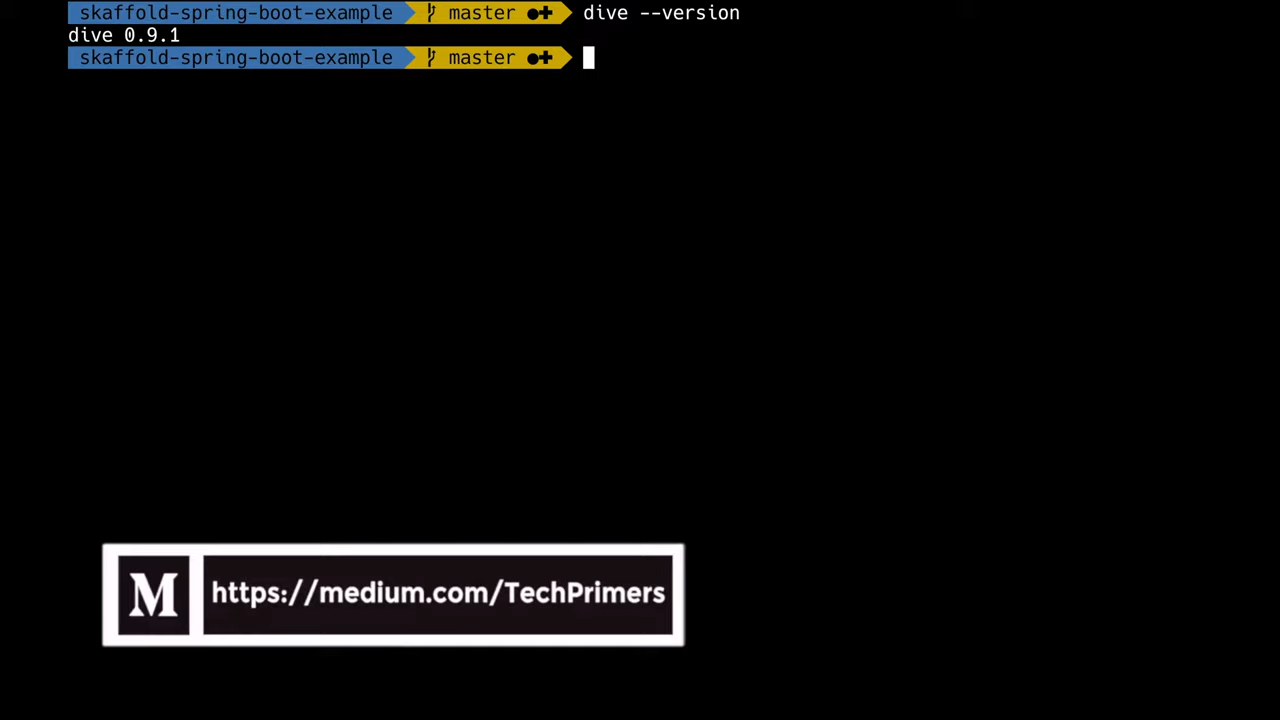 skaffold-spring-boot-example master ●✚ dive --version
dive 0.9.1
skaffold-spring-boot-example master ●✚
M https://medium.com/TechPrimers